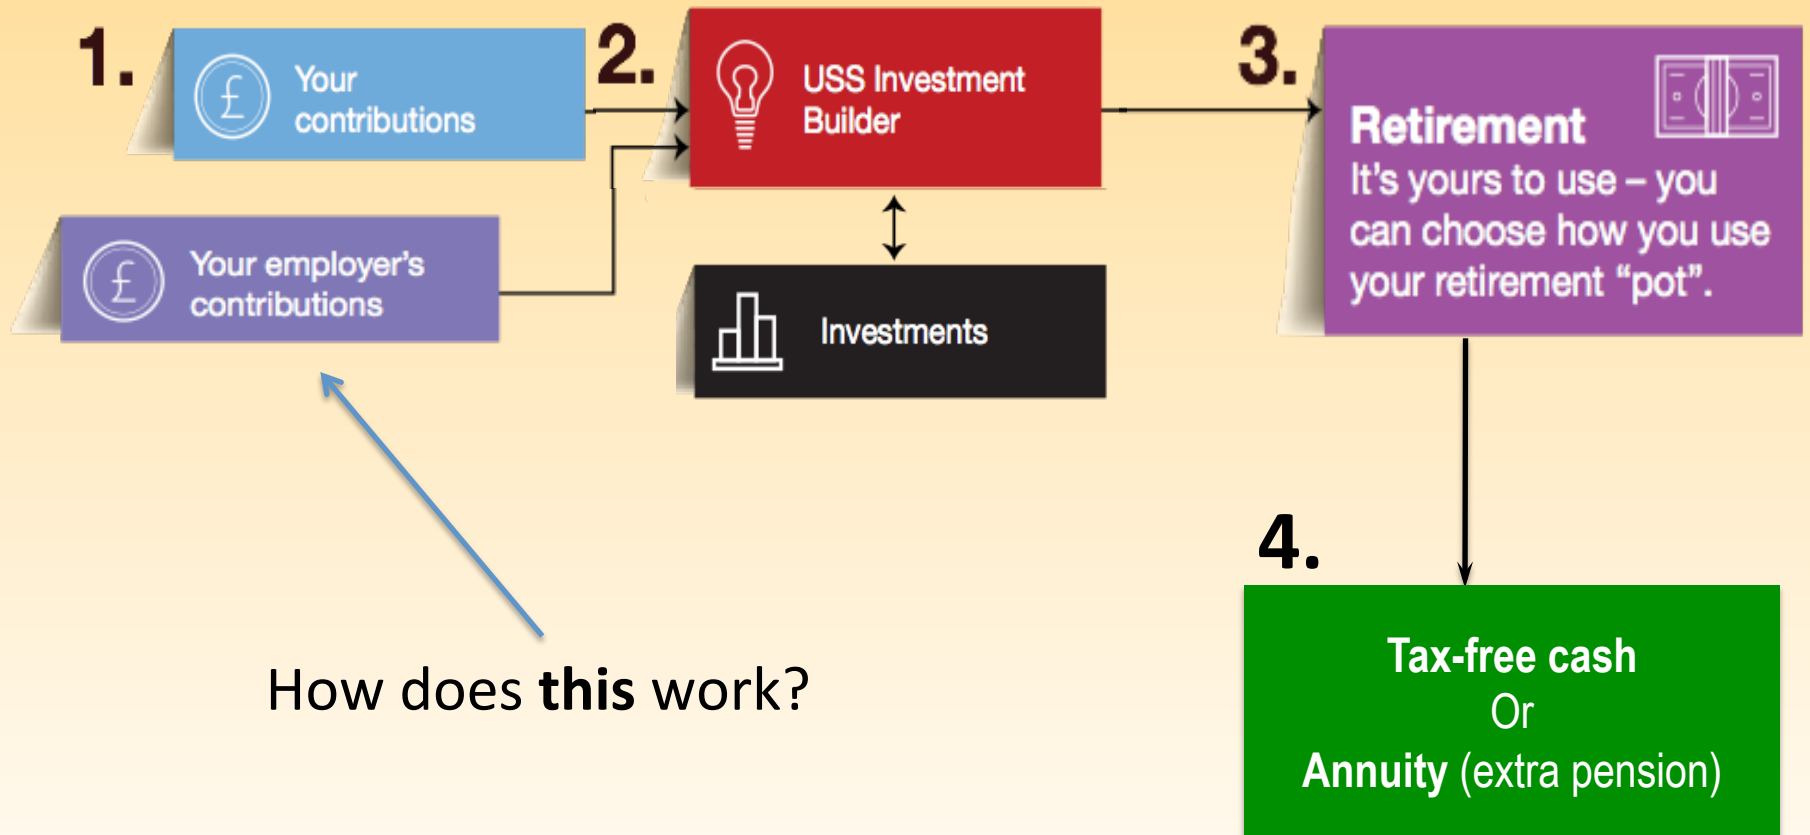 1.
£
Your
contributions
2.
USS Investment
Builder
3.
Retirement
It's yours to use – you
can choose how you use
your retirement “pot”.
£
Your employer's
contributions
Investments
How does this work?
4.
Tax-free cash
Or
Annuity (extra pension)